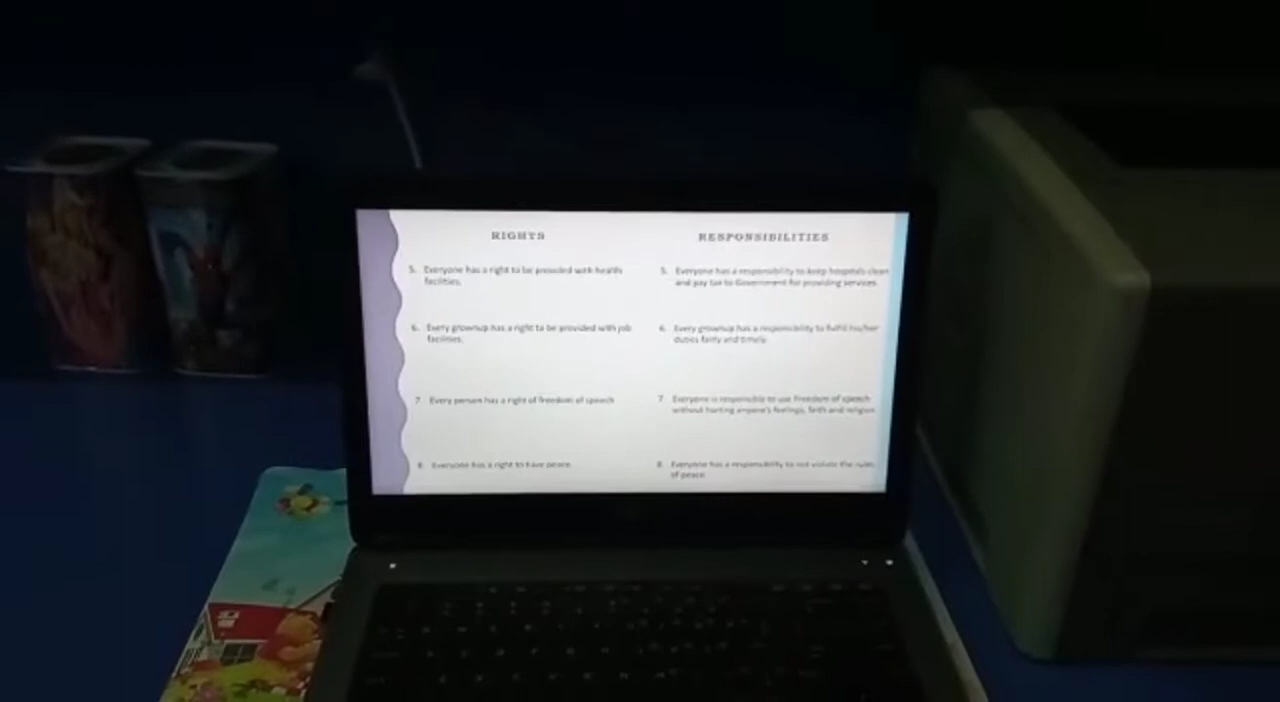 RIGHTS
RESPONSIBILITIES
5. Everyone has a right to be provided with health
facilities.
5. Everyone has a responsibility to keep hospitals clean
and pay tax to Government for providing services.
6. Every grownup has a right to be provided with job
facilities.
6. Every grownup has a responsibility to fulfill his/her
duties fairly and timely.
7. Every person has a right of freedom of speech
7. Everyone is responsible to use Freedom of speech
without hurting anyone's feelings, faith and religion.
8. Everyone has a right to have peace.
8. Everyone has a responsibility to not violate the rules
of peace.